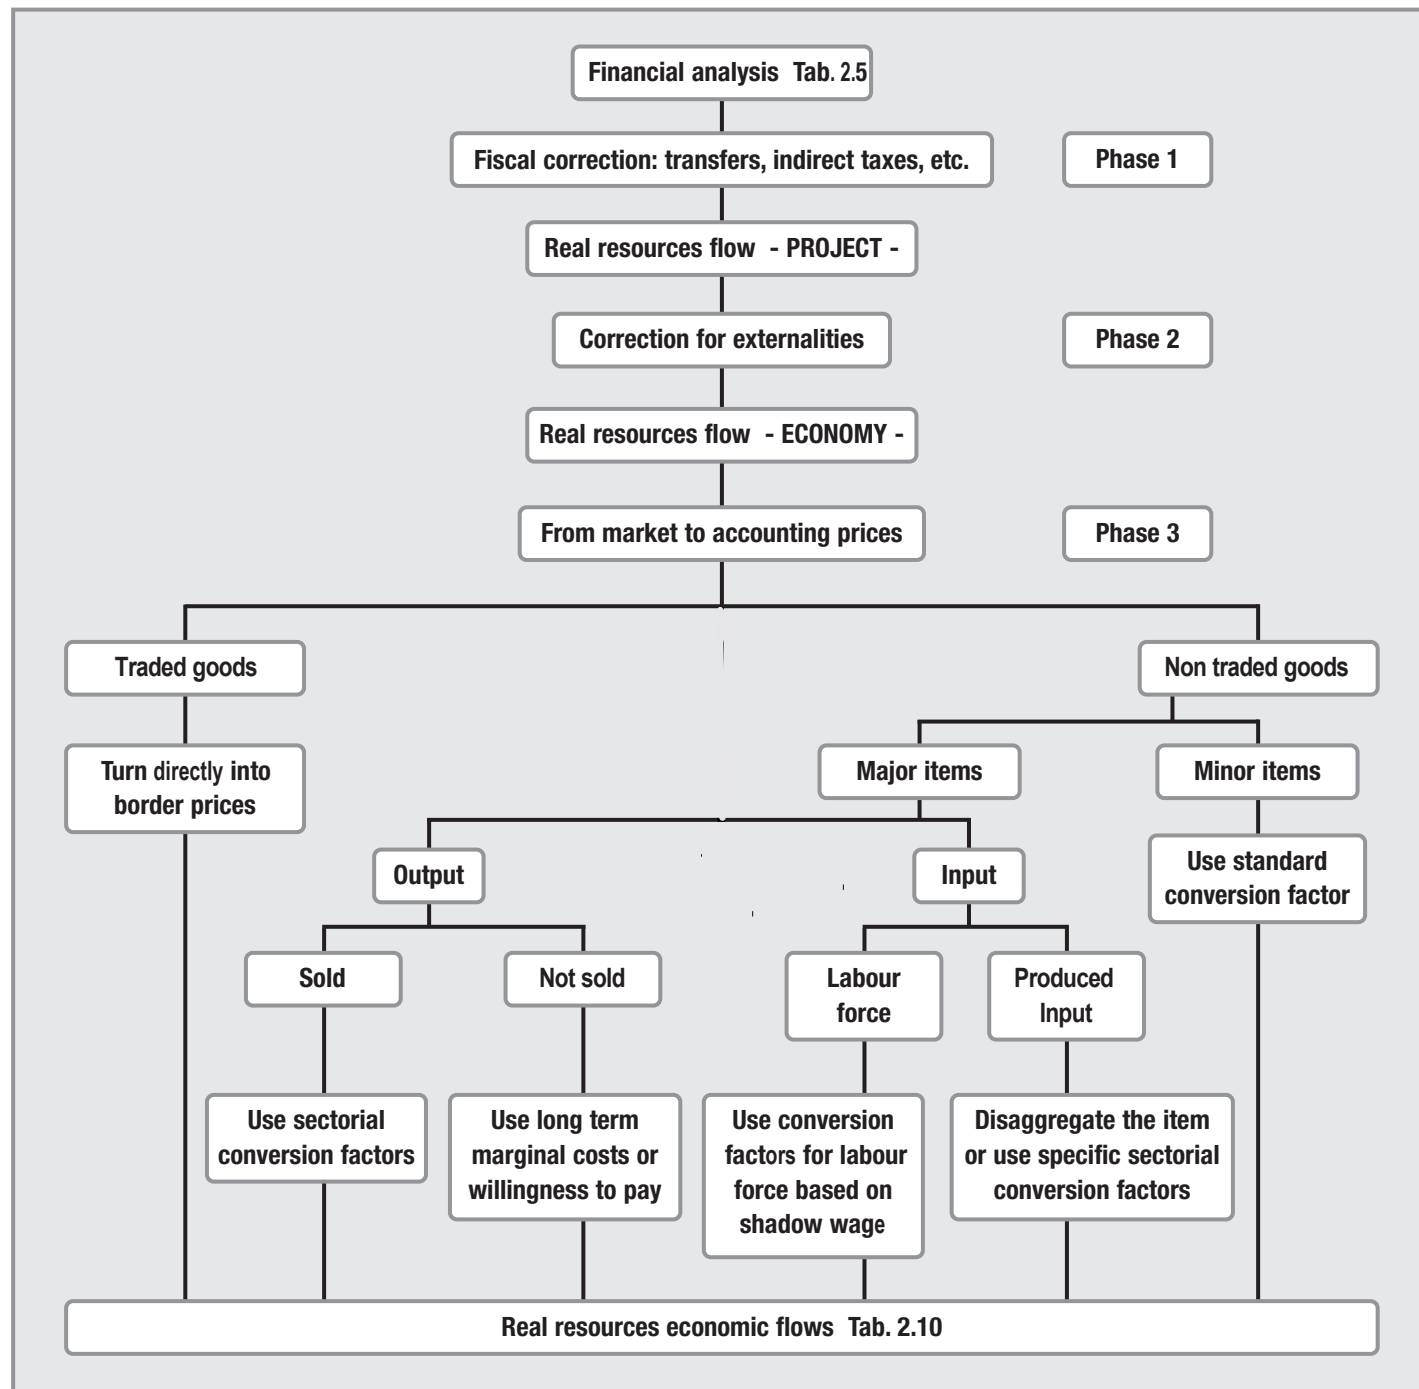 Financial analysis Tab. 2.5
Fiscal correction: transfers, indirect taxes, etc.
Phase 1
Real resources flow - PROJECT -
Correction for externalities
Phase 2
Real resources flow - ECONOMY -
From market to accounting prices
Phase 3
Traded goods
Non traded goods
Turn directly into
border prices
Major items
Minor items
Output
Input
Use standard
conversion factor
Sold
Not sold
Labour
force
Produced
Input
Use sectorial
conversion factors
Use long term
marginal costs or
willingness to pay
Use conversion
factors for labour
force based on
shadow wage
Disaggregate the item
or use specific sectorial
conversion factors
Real resources economic flows Tab. 2.10